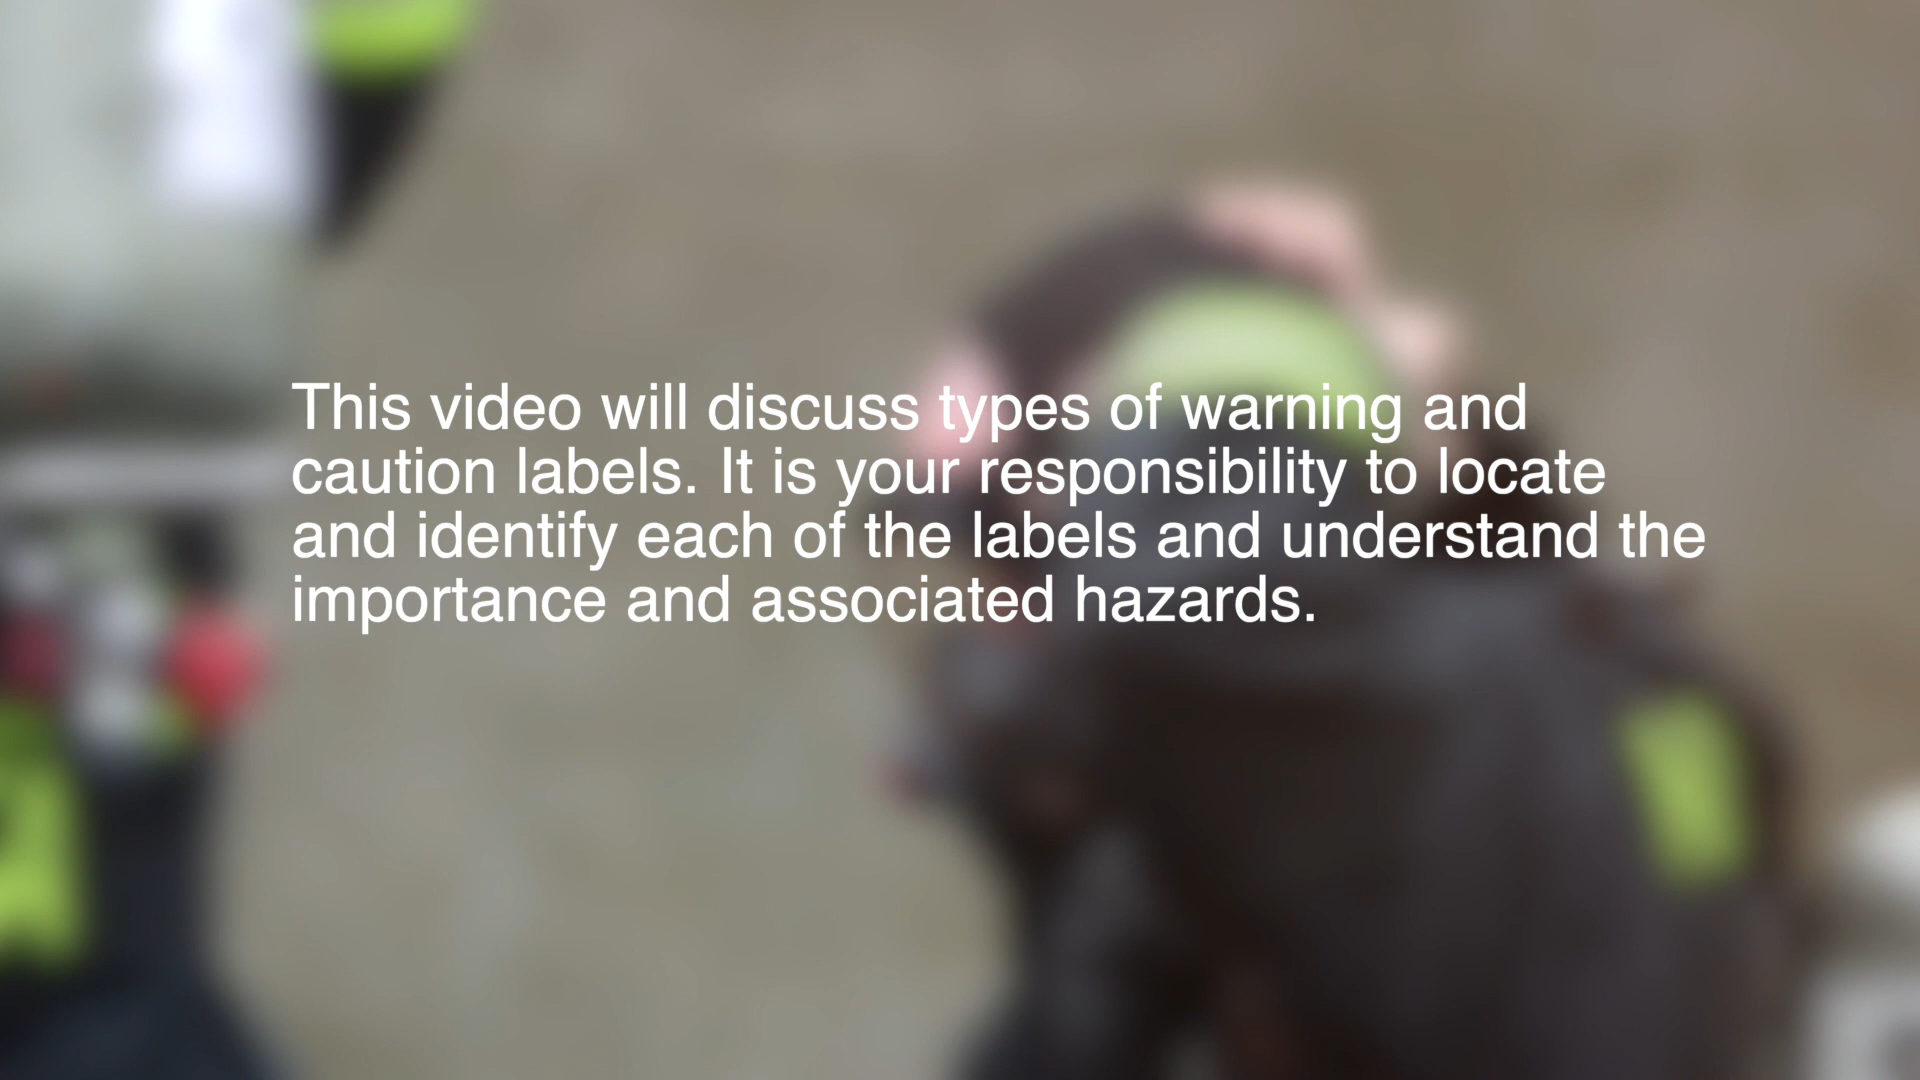 This video will discuss types of warning and
caution labels. It is your responsibility to locate
and identify each of the labels and understand the
importance and associated hazards.